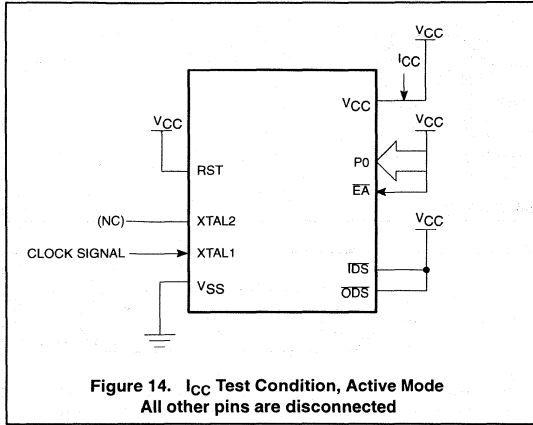 VCC
ICC
VCC
VCC
VCC
P0
RST
EA
(NC)
XTAL2
VCC
CLOCK SIGNAL
XTAL1
IDS
VSS
ODS
Figure 14. ICC Test Condition, Active Mode
All other pins are disconnected